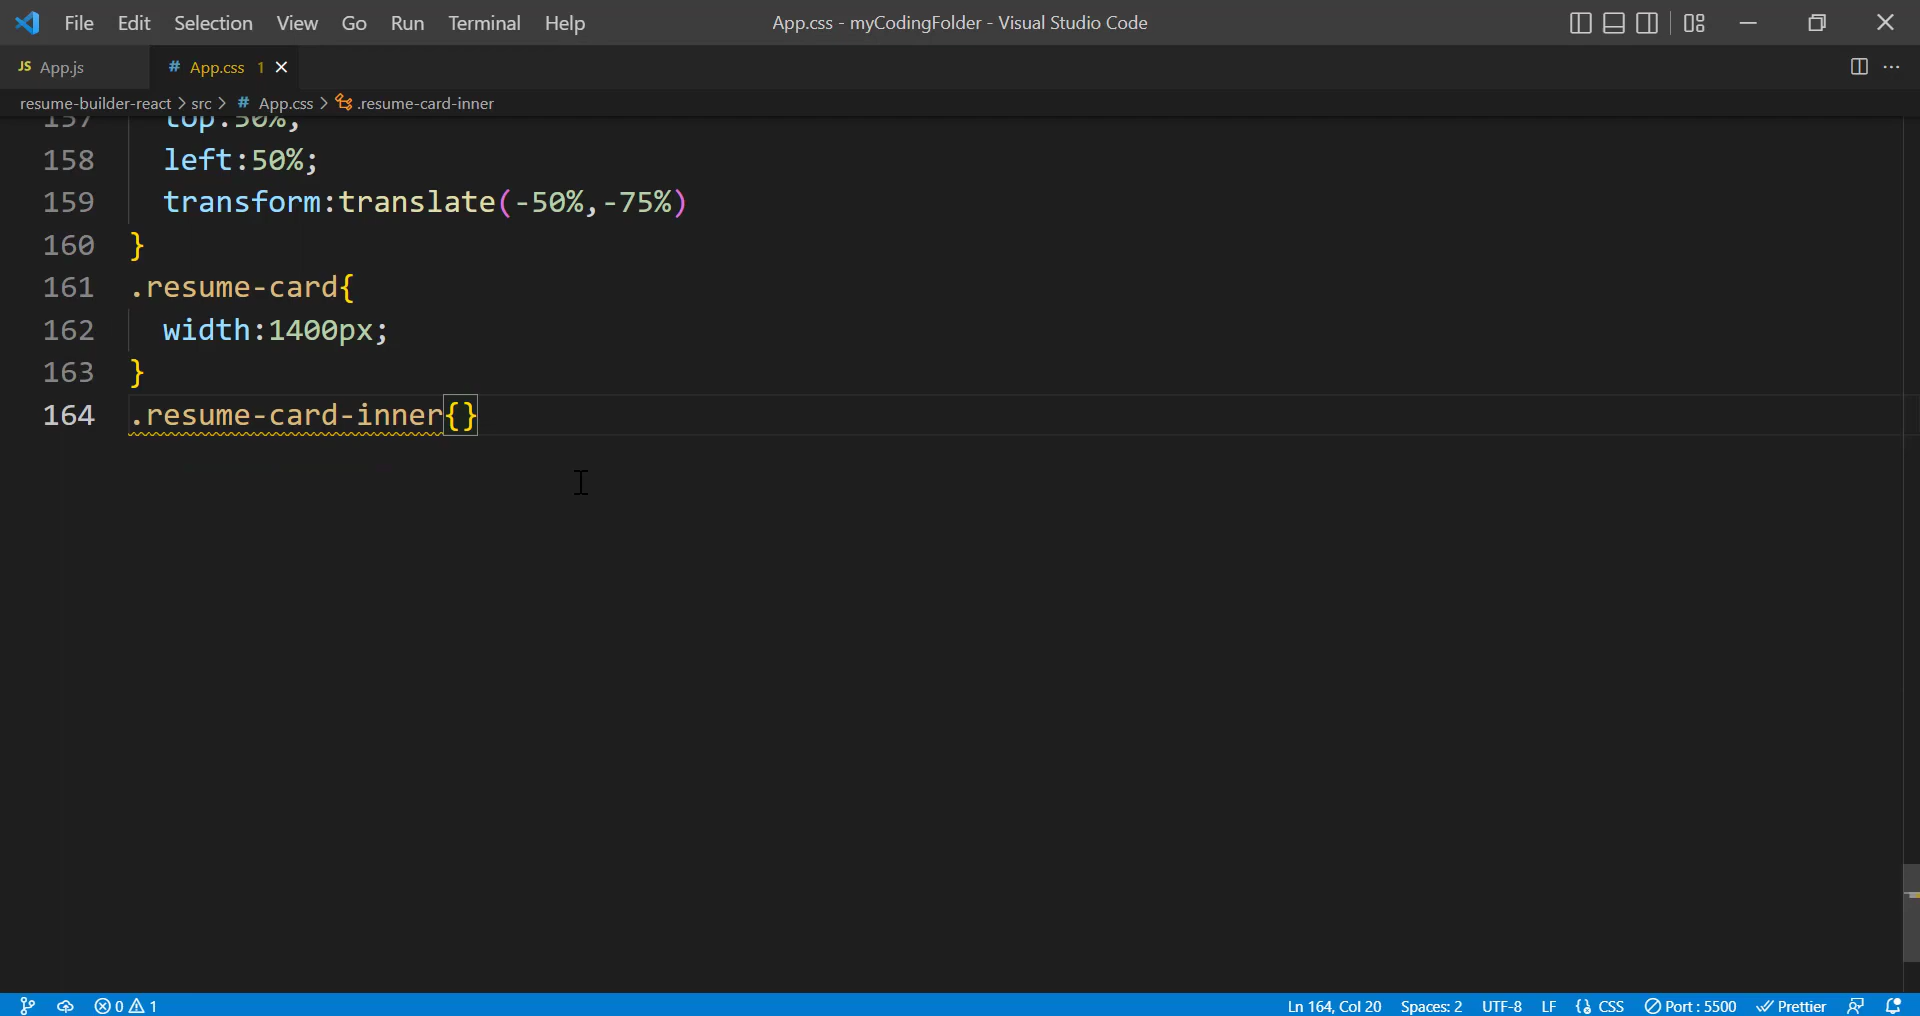 File Edit Selection View Go Run Terminal Help App.css - myCodingFolder - Visual Studio Code
JS App.js # App.css 1
resume-builder-react > src > # App.css > .resume-card-inner
157 top:50%;
158 left:50%;
159 transform:translate(-50%,-75%)
160 }
161 .resume-card{
162 width:1400px;
163 }
164 .resume-card-inner{}
0 1 Ln 164, Col 20 Spaces: 2 UTF-8 LF {} CSS Port : 5500 Prettier